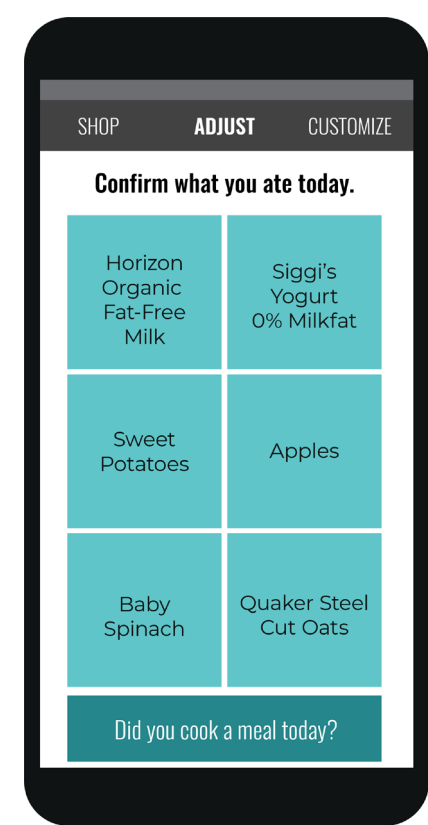 SHOP ADJUST CUSTOMIZE
Confirm what you ate today.
Horizon
Organic
Fat-Free
Milk
Siggi's
Yogurt
0% Milkfat
Sweet
Potatoes
Apples
Baby
Spinach
Quaker Steel
Cut Oats
Did you cook a meal today?